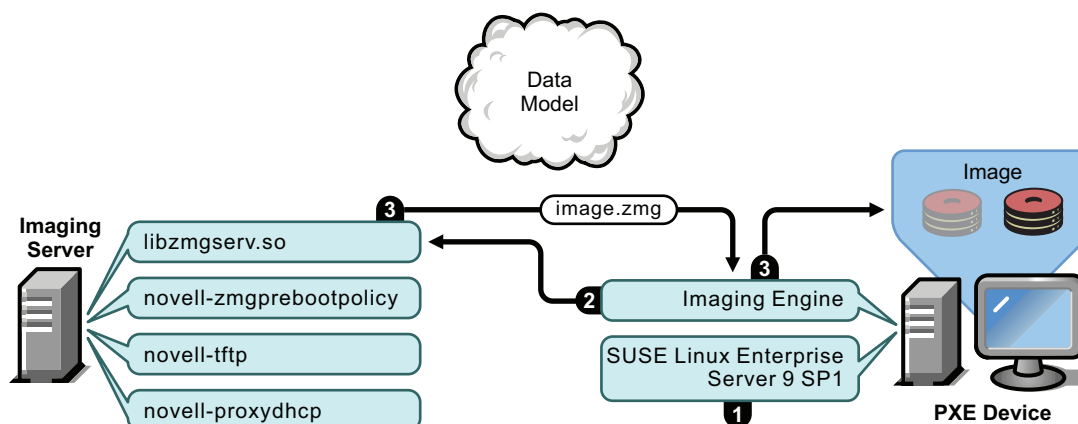 Data
Model
Image
3
image.zmg
Imaging
Server
libzmgserv.so
3
novell-zmgprebootpolicy
2
Imaging Engine
novell-tftp
SUSE Linux Enterprise
Server 9 SP1
novell-proxydhcp
1
PXE Device